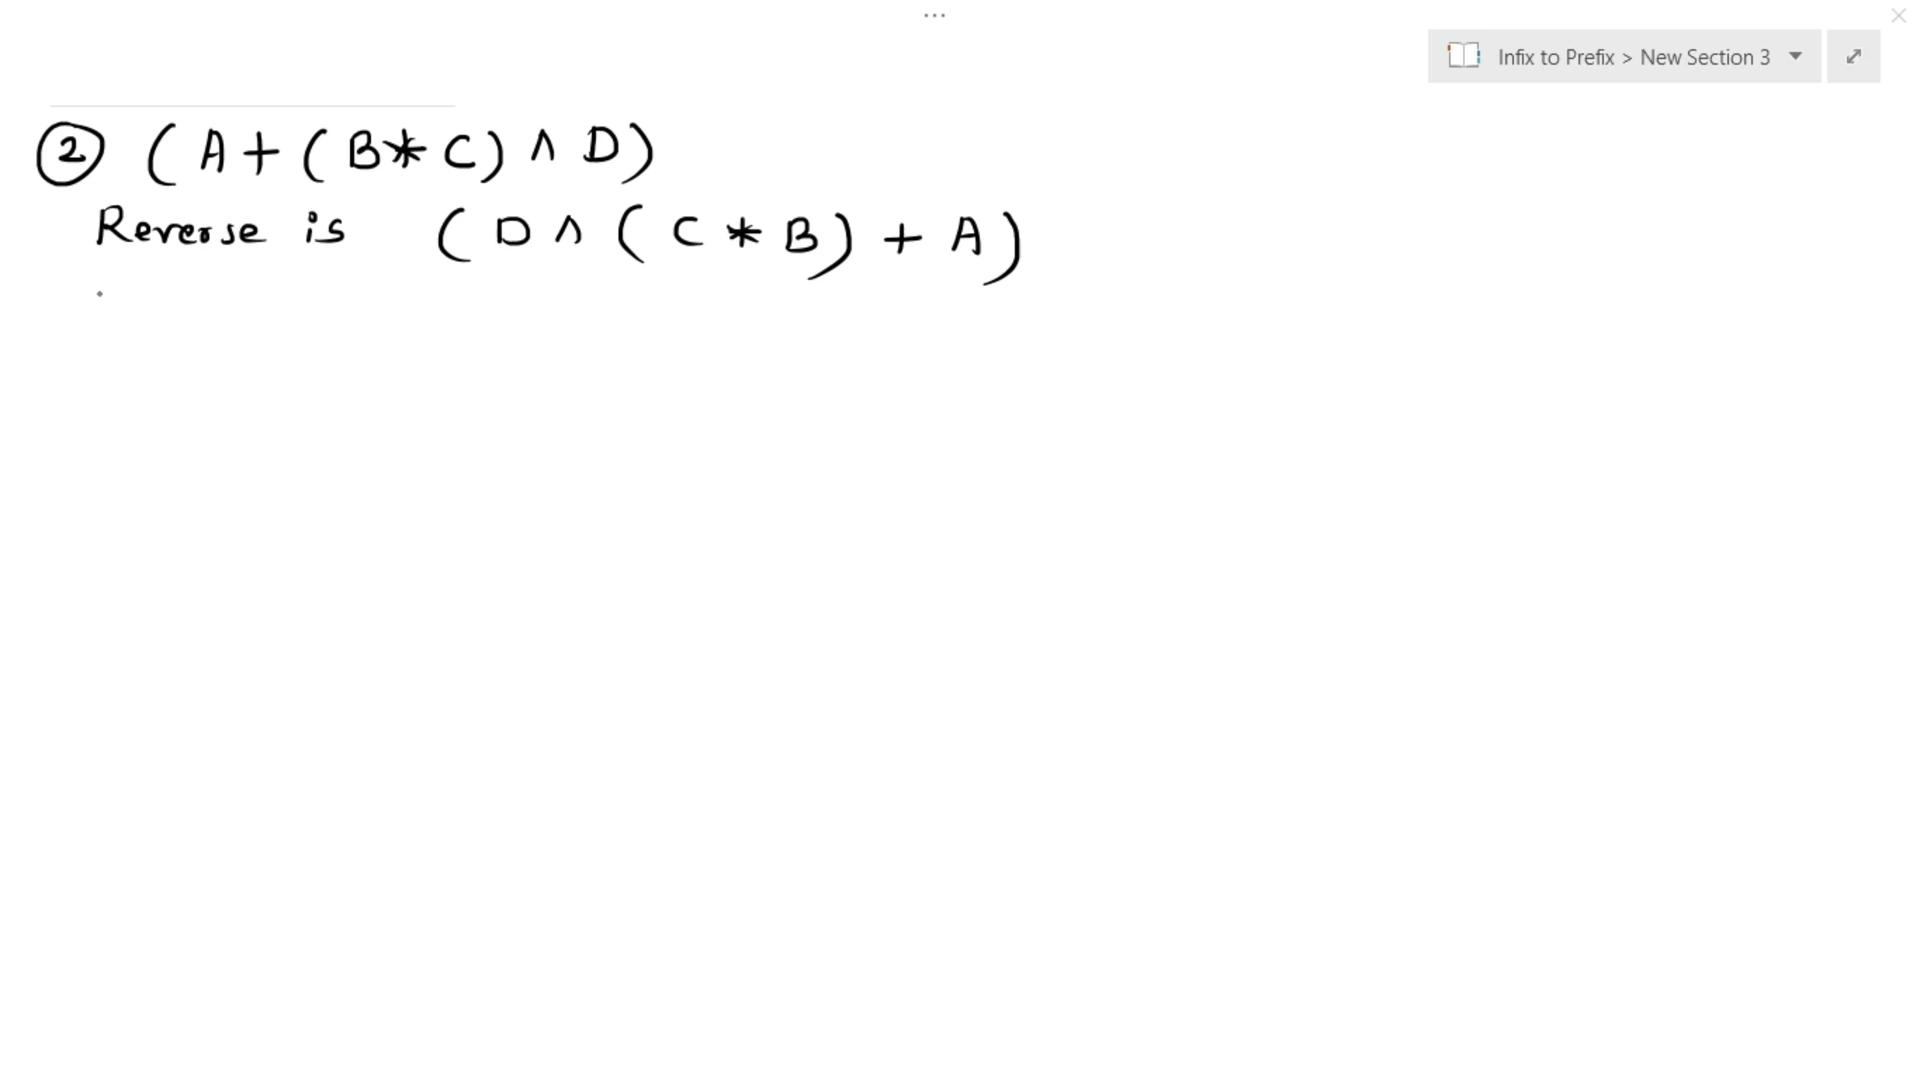 ...
Infix to Prefix > New Section 3
② (A+(B*C)^D)
Reverse is (D^(C*B)+A)